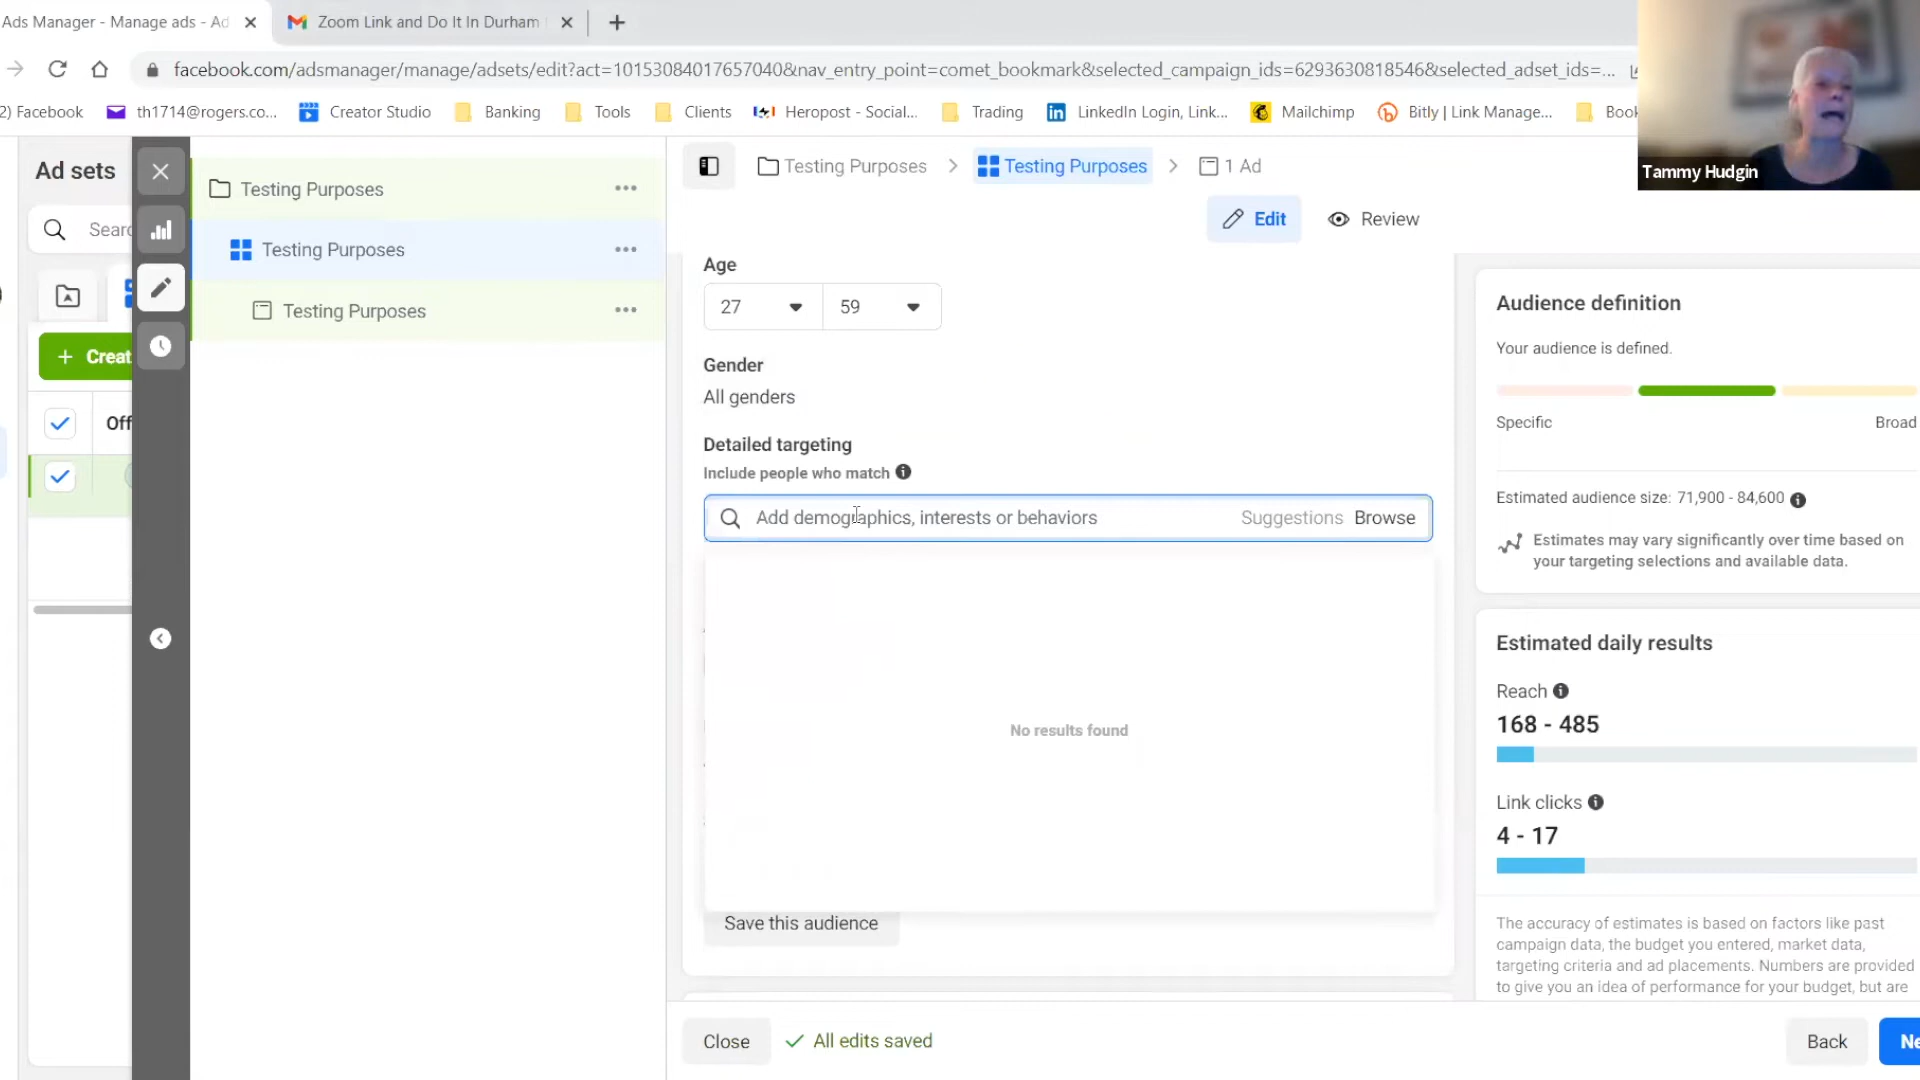 Ads Manager - Manage ads - Ad
Zoom Link and Do It In Durham
facebook.com/adsmanager/manage/adsets/edit?act=10153084017657040&nav_entry_point=comet_bookmark&selected_campaign_ids=6293630818546&selected_adset_ids=...
2) Facebook
th1714@rogers.co...
Creator Studio
Banking
Tools
Clients
Heropost - Social...
Trading
LinkedIn Login, Link...
Mailchimp
Bitly | Link Manage...
Book
Tammy Hudgin
Ad sets
Testing Purposes
Testing Purposes
Testing Purposes
Testing Purposes > Testing Purposes > 1 Ad
Edit
Review
Searc
+ Creat
Off
Age
27
59
Gender
All genders
Detailed targeting
Include people who match
Add demographics, interests or behaviors
Suggestions
Browse
No results found
Save this audience
Audience definition
Your audience is defined.
Specific
Broad
Estimated audience size: 71,900 - 84,600
Estimates may vary significantly over time based on
your targeting selections and available data.
Estimated daily results
Reach
168 - 485
Link clicks
4 - 17
The accuracy of estimates is based on factors like past
campaign data, the budget you entered, market data,
targeting criteria and ad placements. Numbers are provided
to give you an idea of performance for your budget, but are
Close
All edits saved
Back
Ne